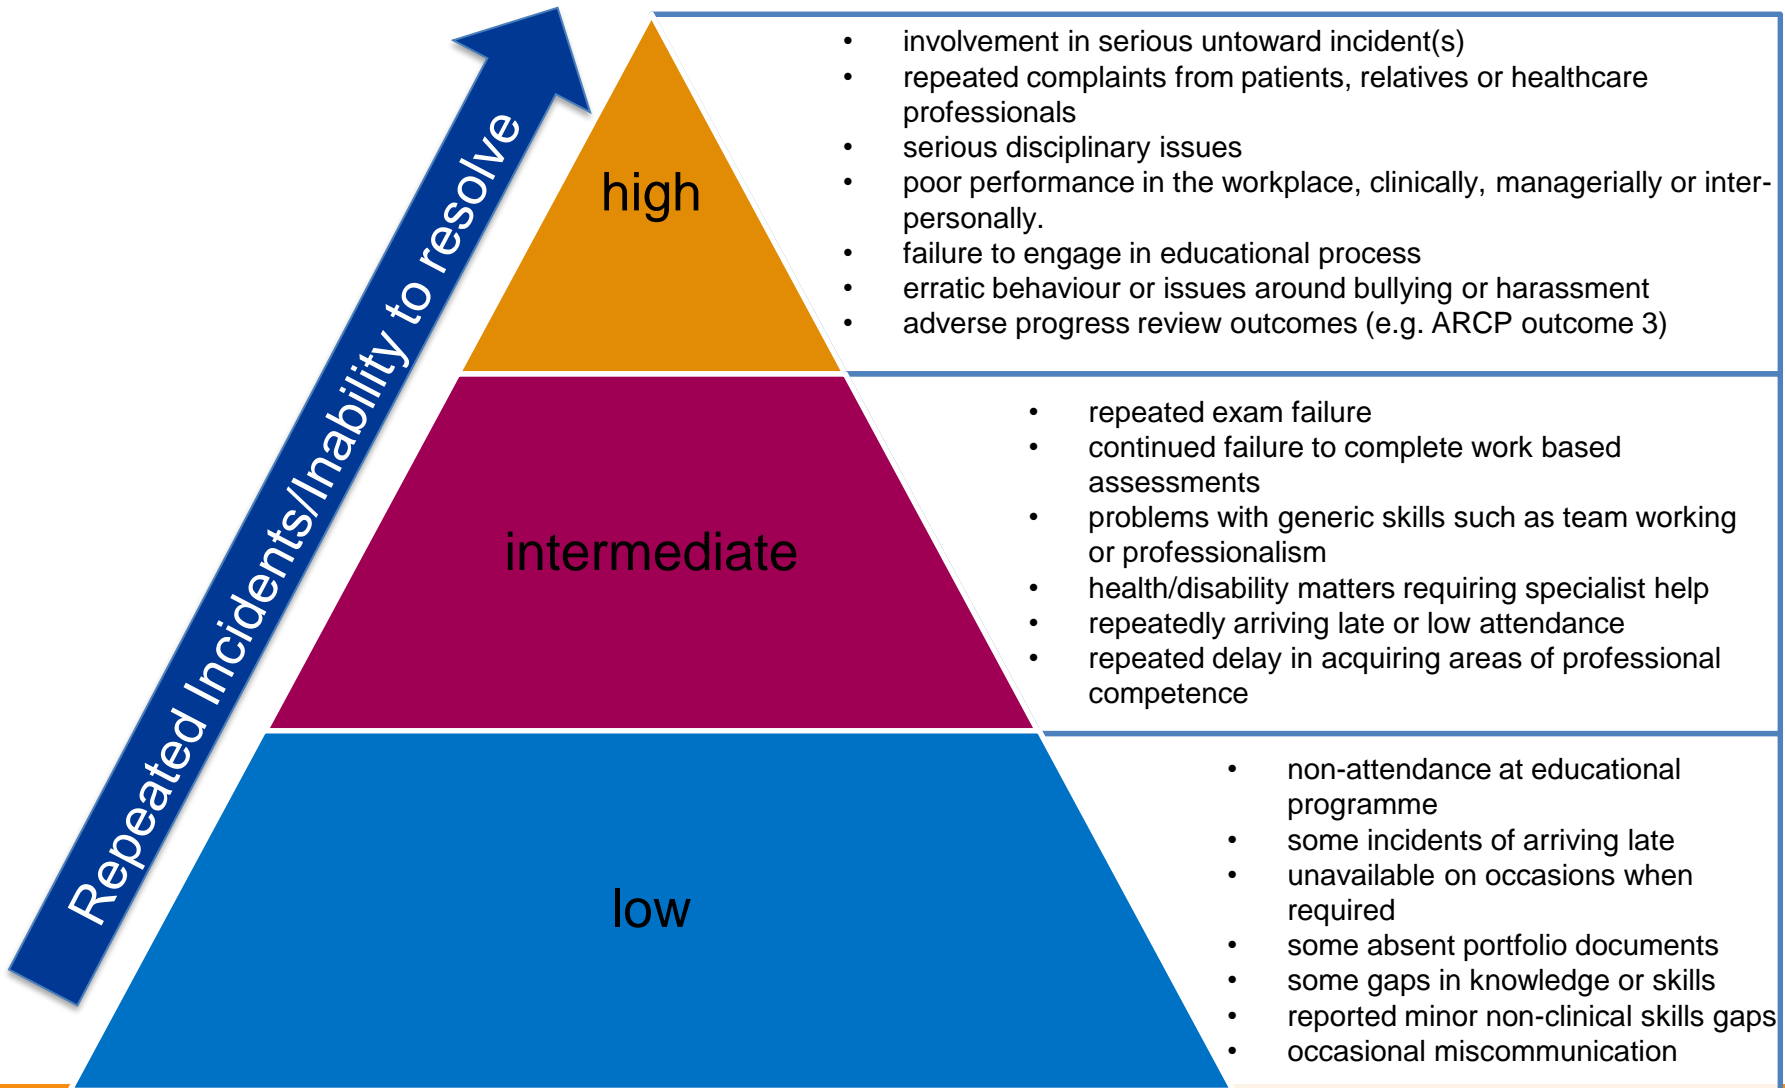 Repeated Incidents/Inability to resolve
high
• involvement in serious untoward incident(s)
• repeated complaints from patients, relatives or healthcare
professionals
• serious disciplinary issues
• poor performance in the workplace, clinically, managerially or inter-
personally.
• failure to engage in educational process
• erratic behaviour or issues around bullying or harassment
• adverse progress review outcomes (e.g. ARCP outcome 3)
intermediate
• repeated exam failure
• continued failure to complete work based
assessments
• problems with generic skills such as team working
or professionalism
• health/disability matters requiring specialist help
• repeatedly arriving late or low attendance
• repeated delay in acquiring areas of professional
competence
low
• non-attendance at educational
programme
• some incidents of arriving late
• unavailable on occasions when
required
• some absent portfolio documents
• some gaps in knowledge or skills
• reported minor non-clinical skills gaps
• occasional miscommunication